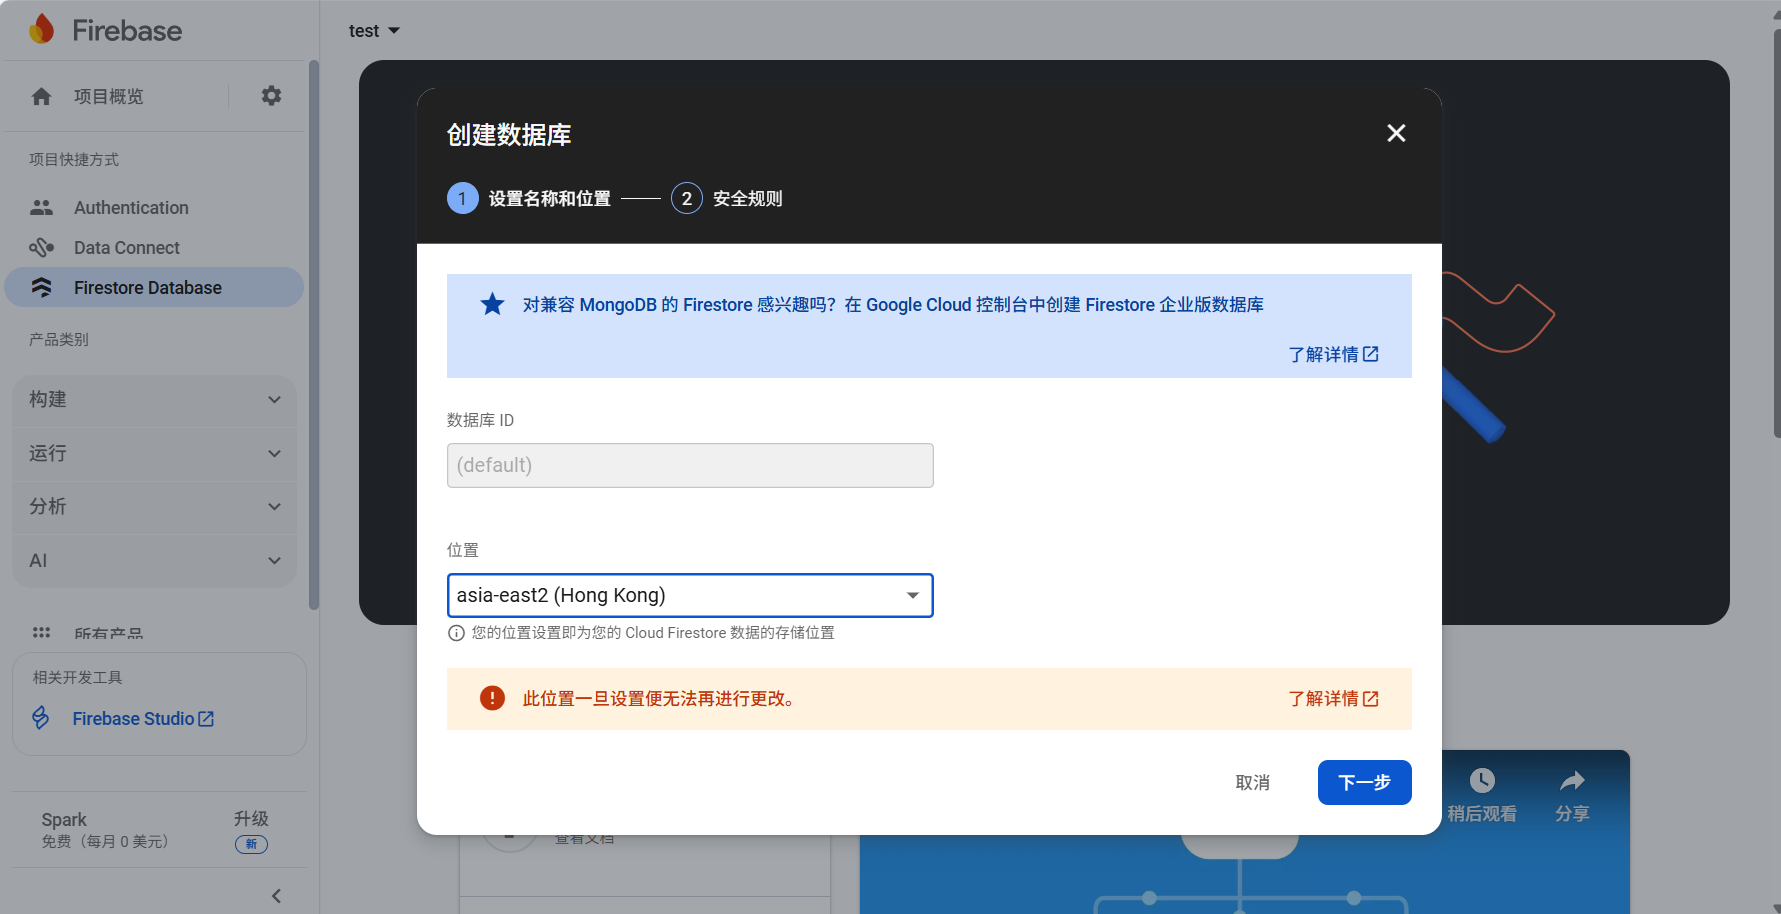 Firebase
test
项目概览
项目快捷方式
Authentication
Data Connect
Firestore Database
产品类别
构建
运行
分析
AI
所有产品
相关开发工具
Firebase Studio
Spark
升级
免费（每月 0 美元）
新
创建数据库
1 设置名称和位置
2 安全规则
对兼容 MongoDB 的 Firestore 感兴趣吗？在 Google Cloud 控制台中创建 Firestore 企业版数据库
了解详情
数据库 ID
(default)
位置
asia-east2 (Hong Kong)
您的位置设置即为您的 Cloud Firestore 数据的存储位置
此位置一旦设置便无法再进行更改。
了解详情
取消
下一步
稍后观看
分享
查看文档